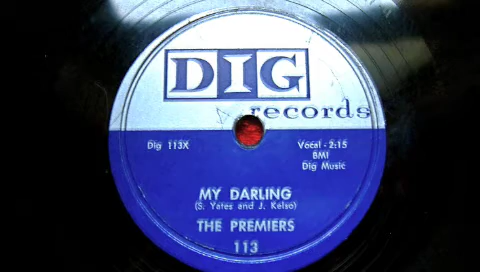 DIG
records
Dig 113X
Vocal - 2:15
BMI
Dig Music
MY DARLING
(S. Yates and J. Kelso)
THE PREMIERS
113